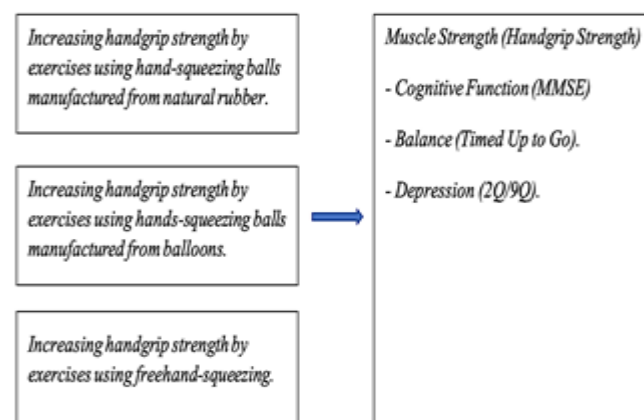 Increasing handgrip strength by
exercises using hand-squeezing balls
manufactured from natural rubber.
Increasing handgrip strength by
exercises using hands-squeezing balls
manufactured from balloons.
Increasing handgrip strength by
exercises using freehand-squeezing.
Muscle Strength (Handgrip Strength)
- Cognitive Function (MMSE)
- Balance (Timed Up to Go).
- Depression (2Q/9Q).